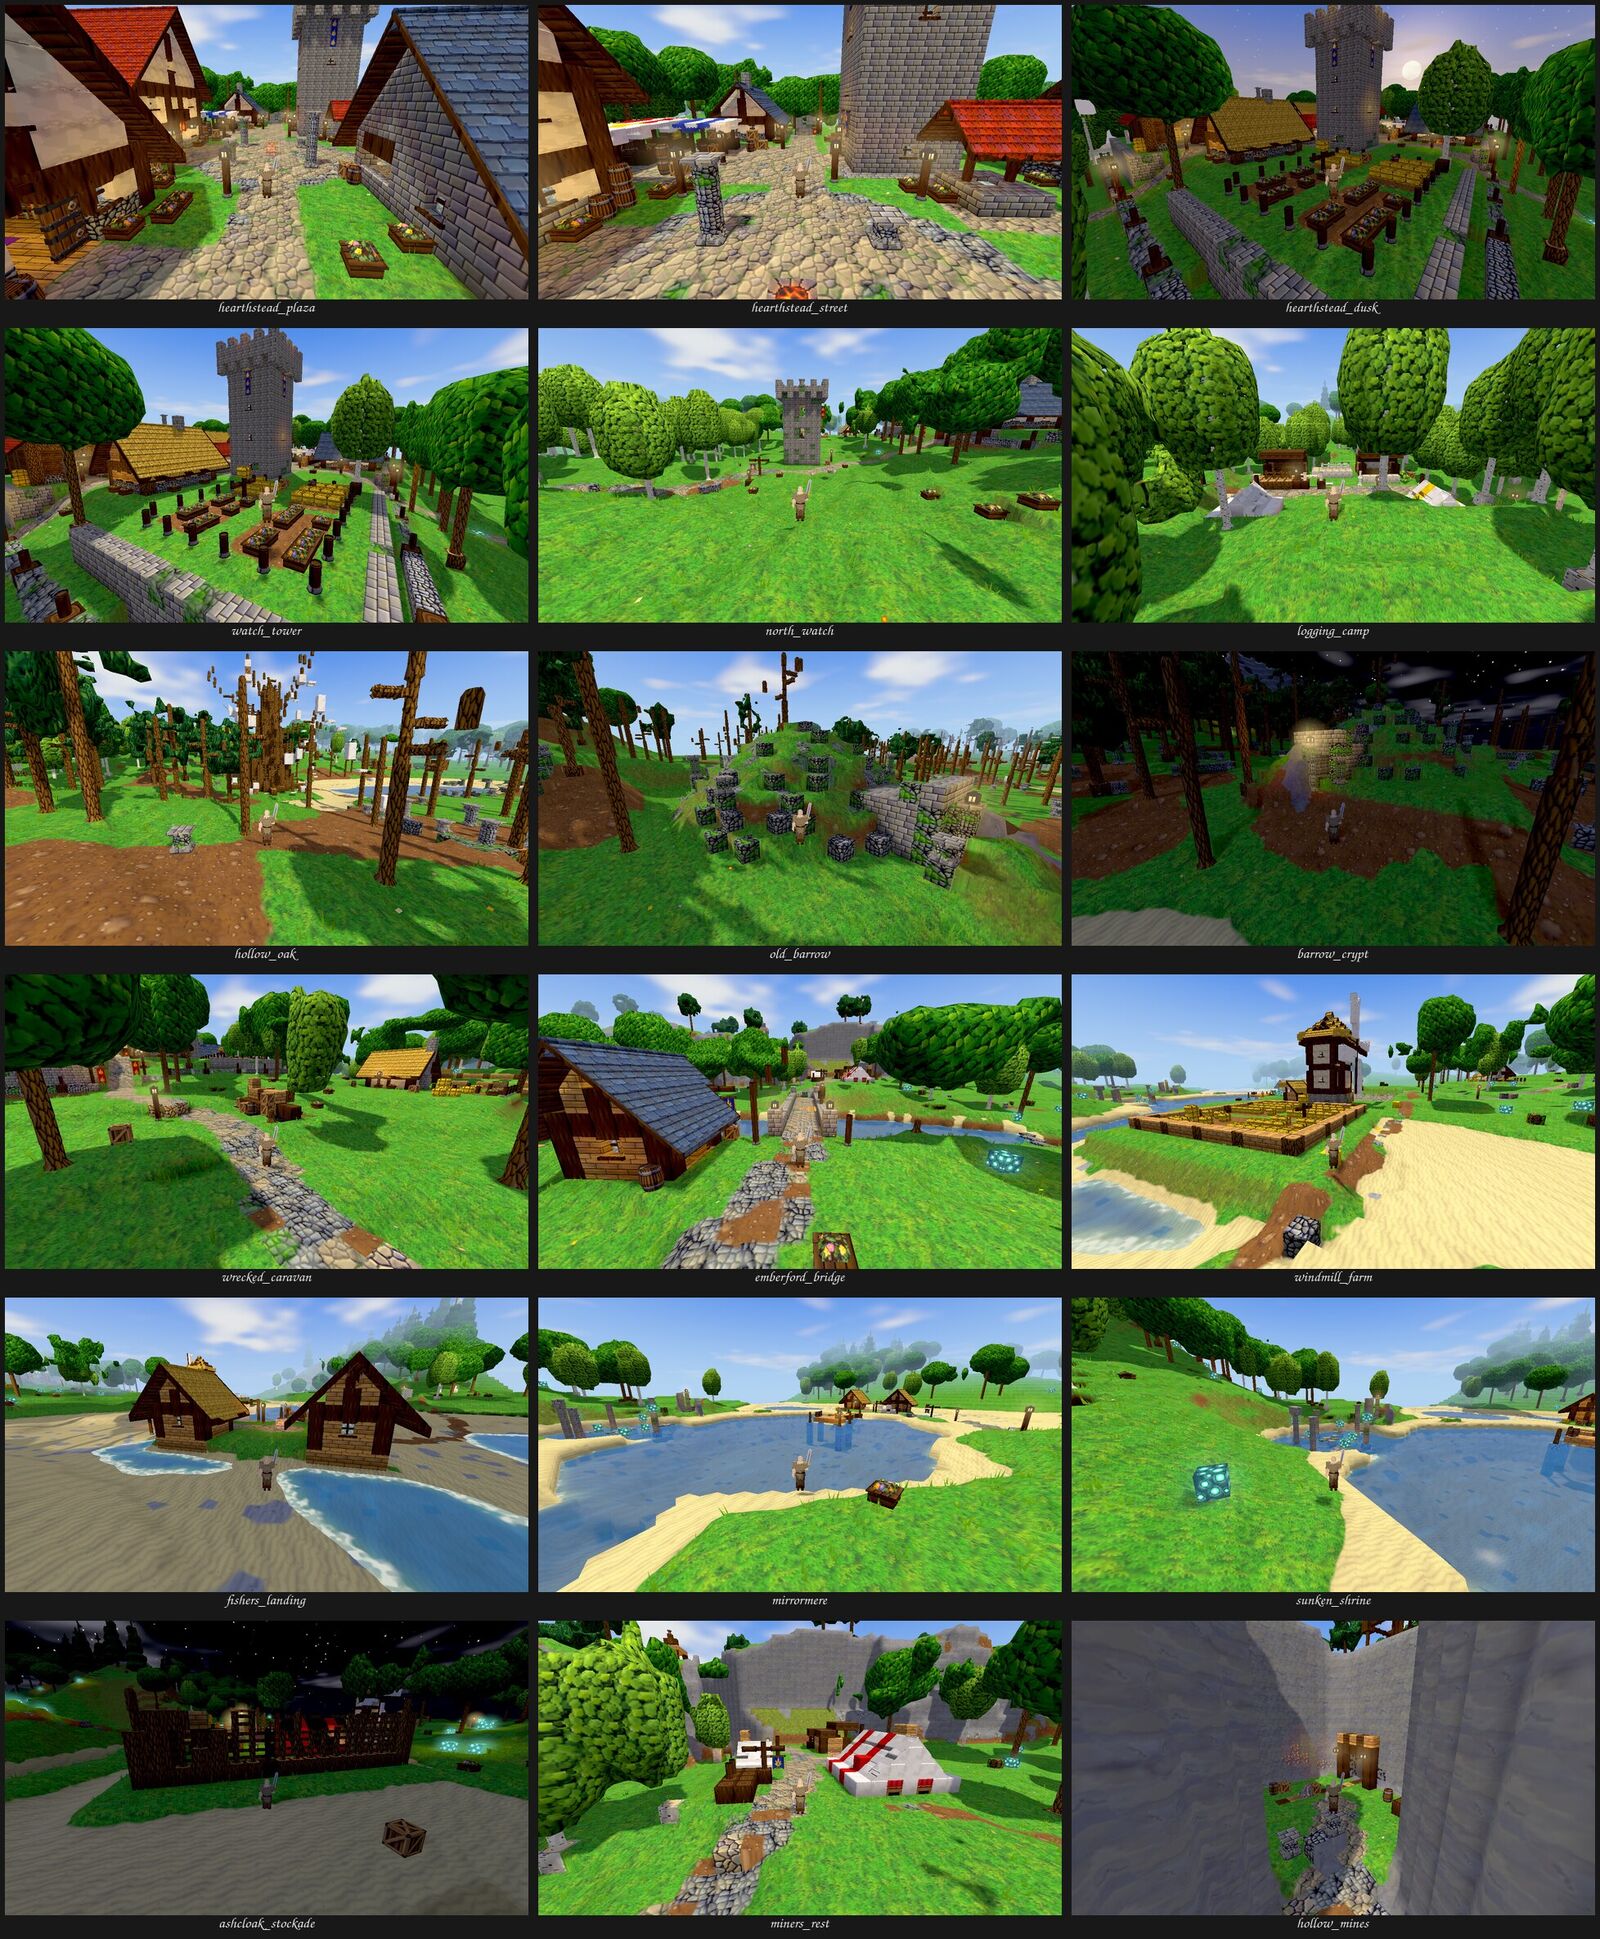 hearthstead_plaza
hearthstead_street
hearthstead_dusk
watch_tower
north_watch
logging_camp
hollow_oak
old_barrow
barrow_crypt
wrecked_caravan
emberford_bridge
windmill_farm
fishers_landing
mirrormere
sunken_shrine
ashcloak_stockade
miners_rest
hollow_mines